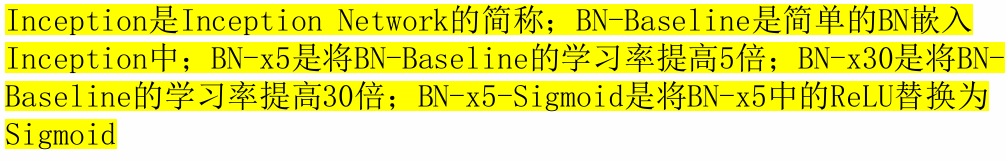 Inception是Inception Network的简称；BN-Baseline是简单的BN嵌入
Inception中；BN-x5是将BN-Baseline的学习率提高5倍；BN-x30是将BN-
Baseline的学习率提高30倍；BN-x5-Sigmoid是将BN-x5中的ReLU替换为
Sigmoid